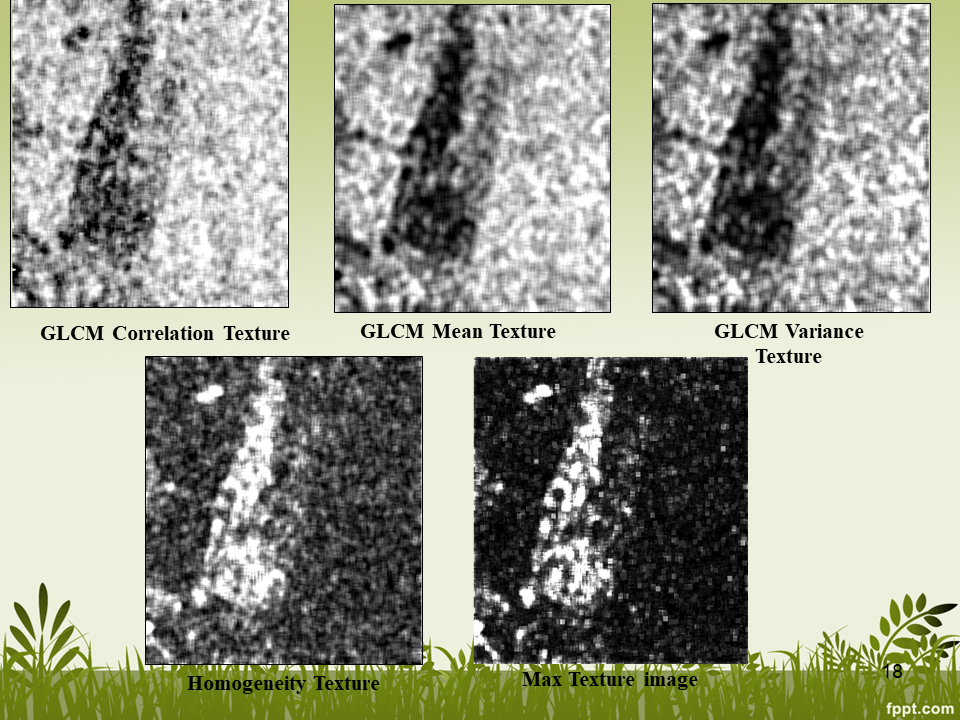 GLCM Correlation Texture
GLCM Mean Texture
GLCM Variance
Texture
Homogeneity Texture
Max Texture image
18
fppt.com